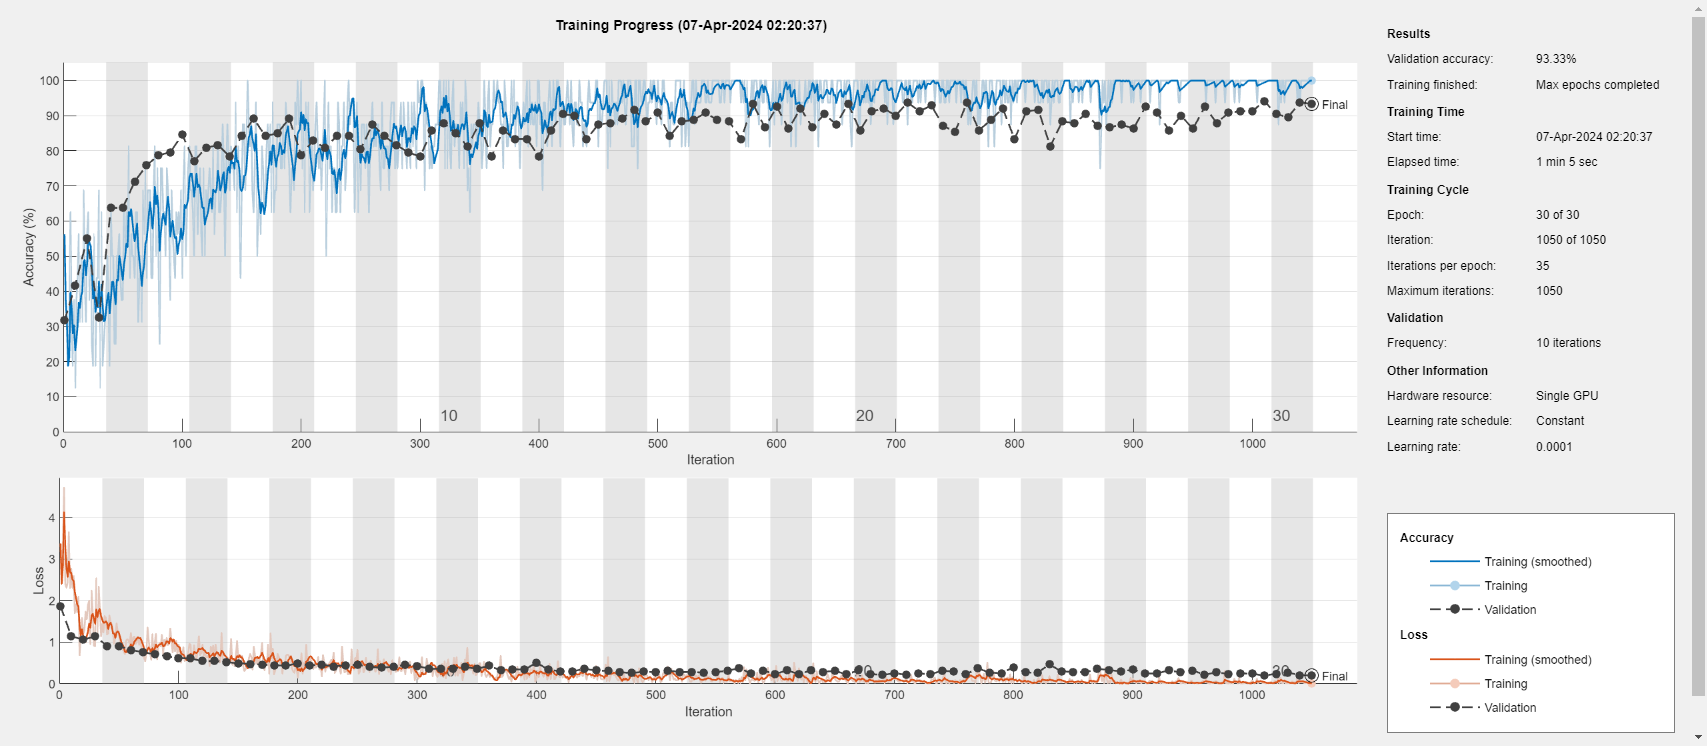 Training Progress (07-Apr-2024 02:20:37)
100
90
80
70
60
50
40
30
20
10
0
Accuracy (%)
10
20
30
Final
0 100 200 300 400 500 600 700 800 900 1000
Iteration
4
3
2
1
0
Loss
30
Final
0 100 200 300 400 500 600 700 800 900 1000
Iteration
Results
Validation accuracy: 93.33%
Training finished: Max epochs completed
Training Time
Start time: 07-Apr-2024 02:20:37
Elapsed time: 1 min 5 sec
Training Cycle
Epoch: 30 of 30
Iteration: 1050 of 1050
Iterations per epoch: 35
Maximum iterations: 1050
Validation
Frequency: 10 iterations
Other Information
Hardware resource: Single GPU
Learning rate schedule: Constant
Learning rate: 0.0001
Accuracy
Training (smoothed)
Training
Validation
Loss
Training (smoothed)
Training
Validation